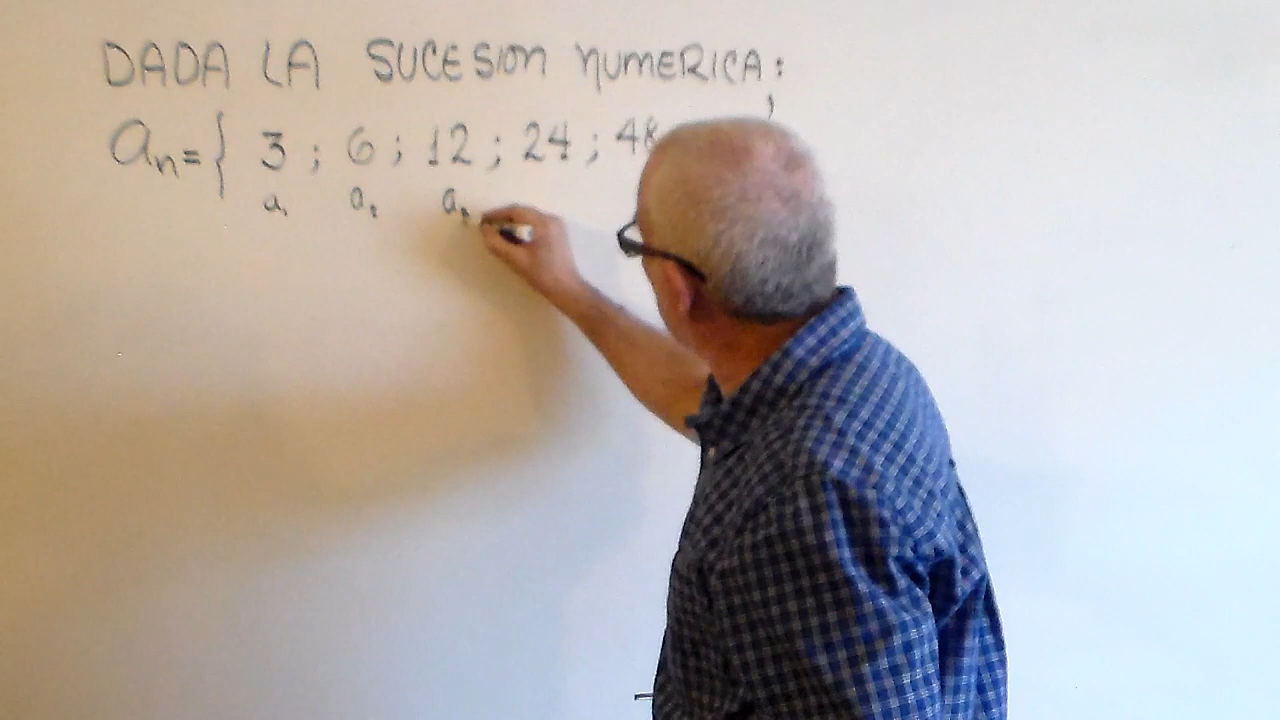 DADA LA SUCESION NUMERICA:
an={ 3 ; 6 ; 12 ; 24 ; 48
a1 a2 a3